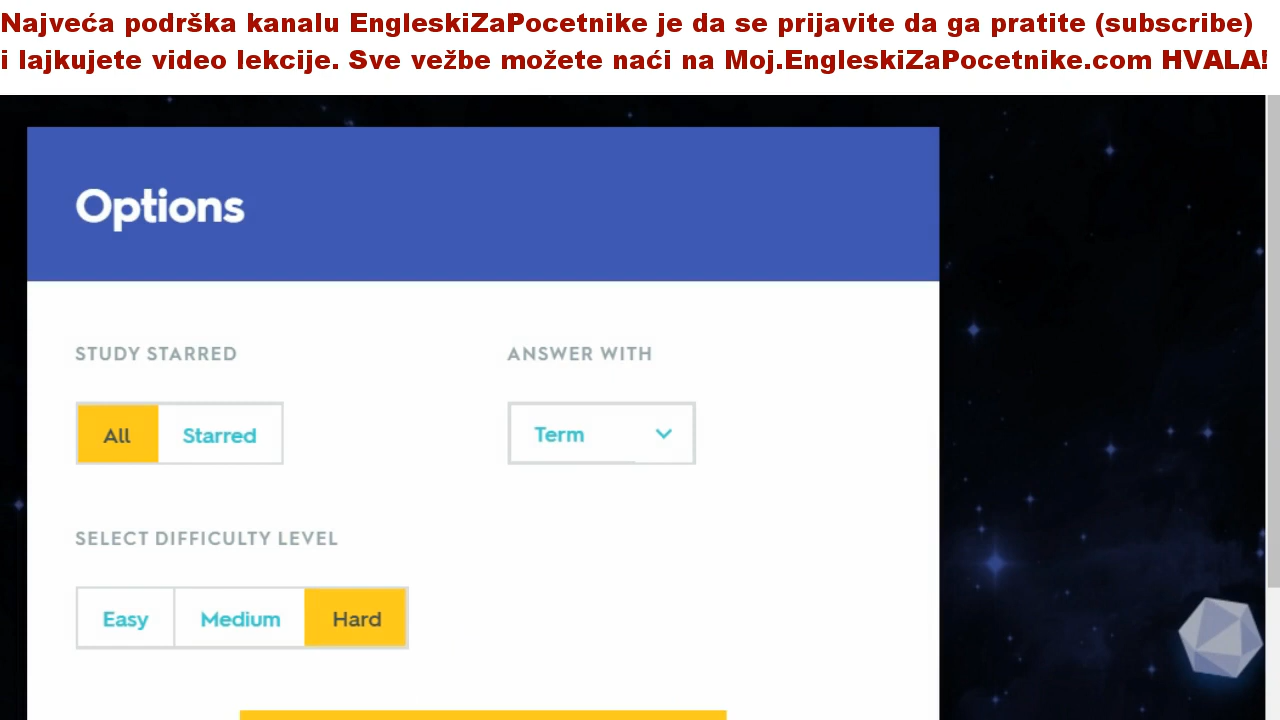 Najveća podrška kanalu EngleskiZaPocetnike je da se prijavite da ga pratite (subscribe)
i lajkujete video lekcije. Sve vežbe možete naći na Moj.EngleskiZaPocetnike.com HVALA!
Options
STUDY STARRED
ANSWER WITH
All
Starred
Term
SELECT DIFFICULTY LEVEL
Easy
Medium
Hard